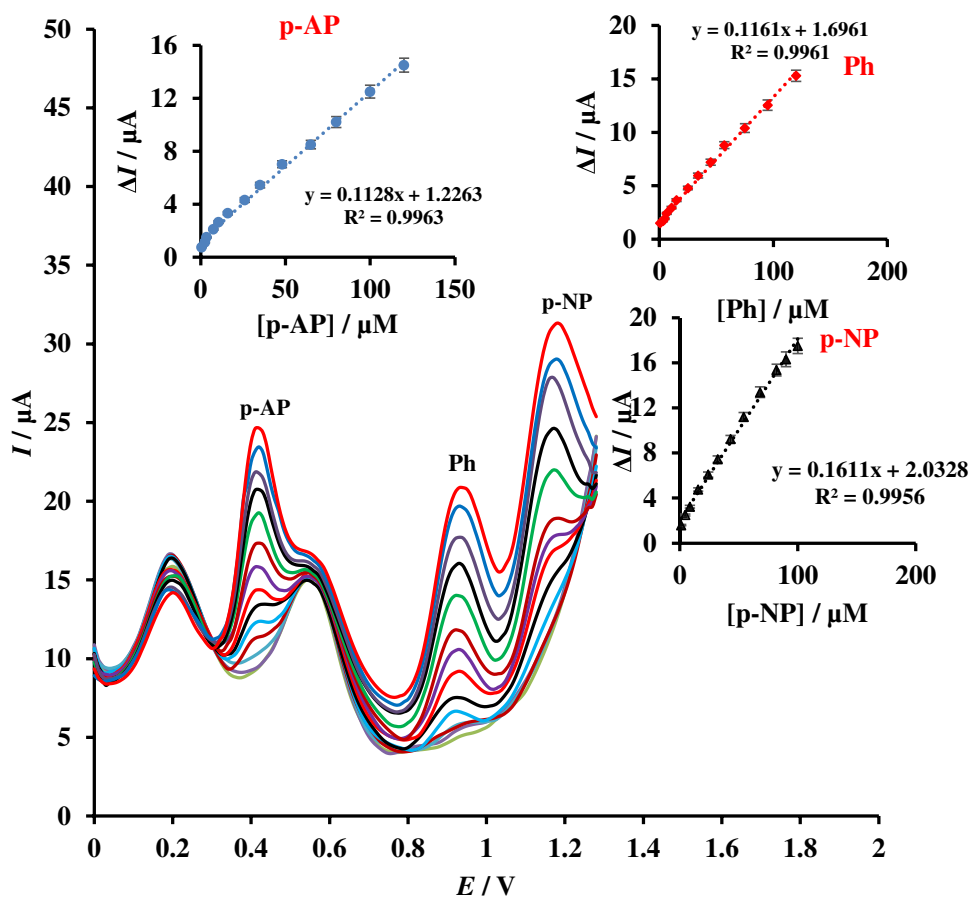 p-AP
ΔI / µA
16
12
8
4
0
0 50 100 150
[p-AP] / µM
y = 0.1128x + 1.2263
R² = 0.9963
y = 0.1161x + 1.6961
R² = 0.9961
Ph
ΔI / µA
20
15
10
5
0
0 100 200
[Ph] / µM
p-NP
ΔI / µA
20
16
12
8
4
0
0 100 200
[p-NP] / µM
y = 0.1611x + 2.0328
R² = 0.9956
I / µA
50
45
40
35
30
25
20
15
10
5
0
p-AP
Ph
p-NP
0 0.2 0.4 0.6 0.8 1 1.2 1.4 1.6 1.8 2
E / V